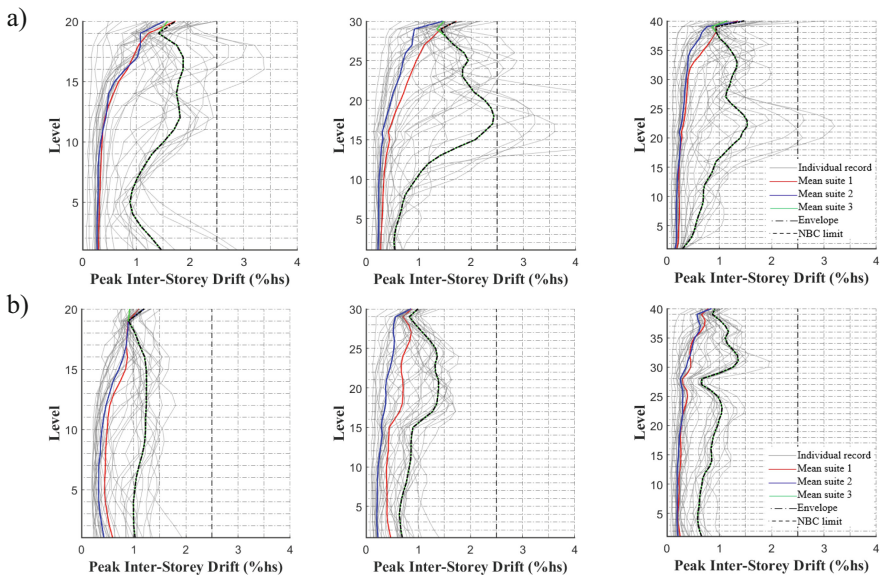 a)
20
15
10
5
Level
0 1 2 3 4
Peak Inter-Storey Drift (%hs)
30
25
20
15
10
5
Level
0 1 2 3 4
Peak Inter-Storey Drift (%hs)
40
35
30
25
20
15
10
5
Level
Individual record
Mean suite 1
Mean suite 2
Mean suite 3
Envelope
NBC limit
0 1 2 3 4
Peak Inter-Storey Drift (%hs)
b)
20
15
10
5
Level
0 1 2 3 4
Peak Inter-Storey Drift (%hs)
30
25
20
15
10
5
Level
0 1 2 3 4
Peak Inter-Storey Drift (%hs)
40
35
30
25
20
15
10
5
Level
Individual record
Mean suite 1
Mean suite 2
Mean suite 3
Envelope
NBC limit
0 1 2 3 4
Peak Inter-Storey Drift (%hs)